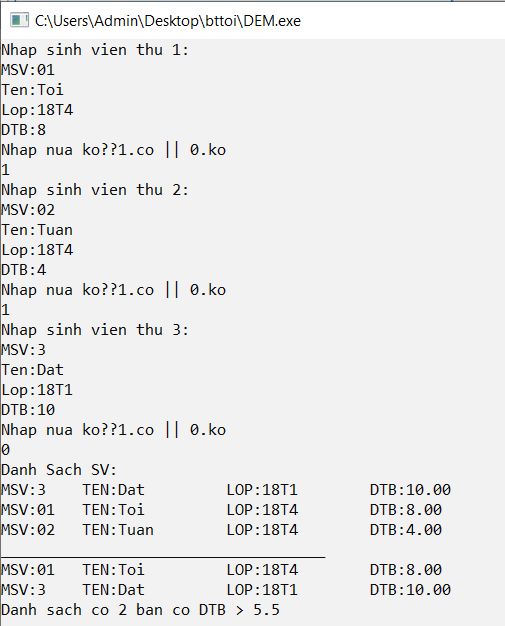 C:\Users\Admin\Desktop\bttoi\DEM.exe
Nhap sinh vien thu 1:
MSV:01
Ten:Toi
Lop:18T4
DTB:8
Nhap nua ko??1.co || 0.ko
1
Nhap sinh vien thu 2:
MSV:02
Ten:Tuan
Lop:18T4
DTB:4
Nhap nua ko??1.co || 0.ko
1
Nhap sinh vien thu 3:
MSV:3
Ten:Dat
Lop:18T1
DTB:10
Nhap nua ko??1.co || 0.ko
0
Danh Sach SV:
MSV:3 TEN:Dat LOP:18T1 DTB:10.00
MSV:01 TEN:Toi LOP:18T4 DTB:8.00
MSV:02 TEN:Tuan LOP:18T4 DTB:4.00
____________________________________
MSV:01 TEN:Toi LOP:18T4 DTB:8.00
MSV:3 TEN:Dat LOP:18T1 DTB:10.00
Danh sach co 2 ban co DTB > 5.5